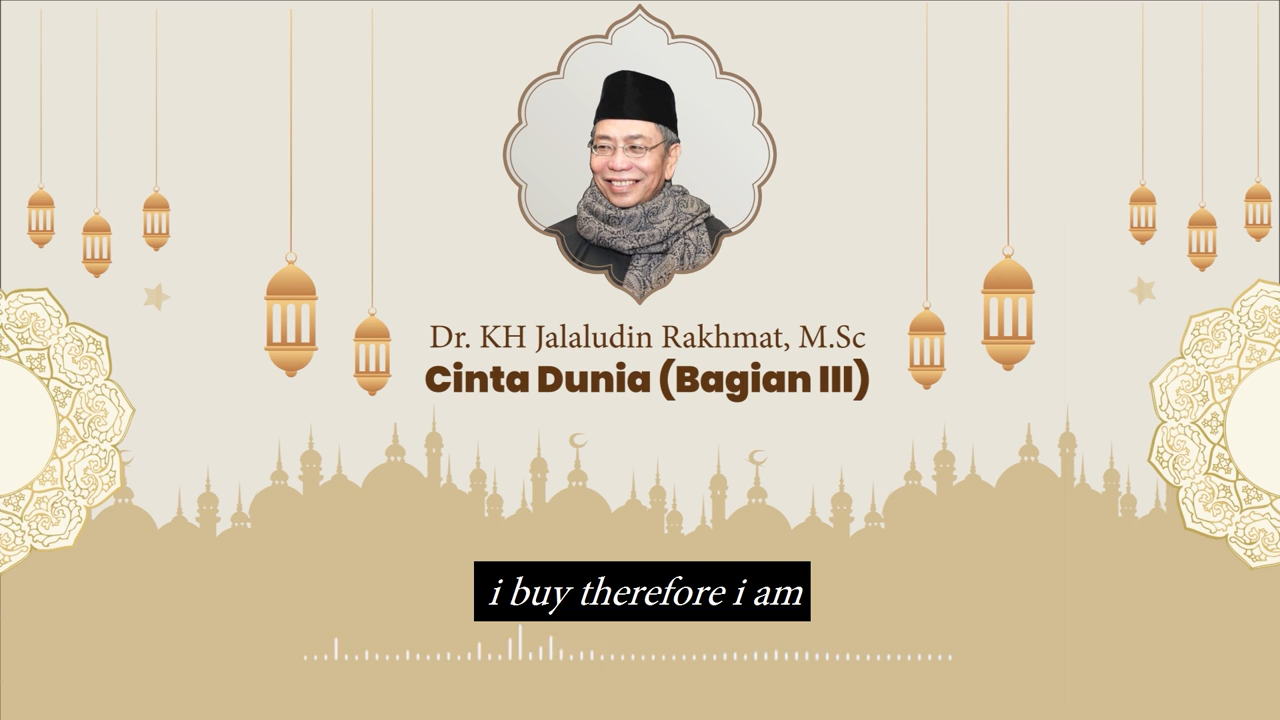 Dr. KH Jalaludin Rakhmat, M.Sc
Cinta Dunia (Bagian III)
i buy therefore i am